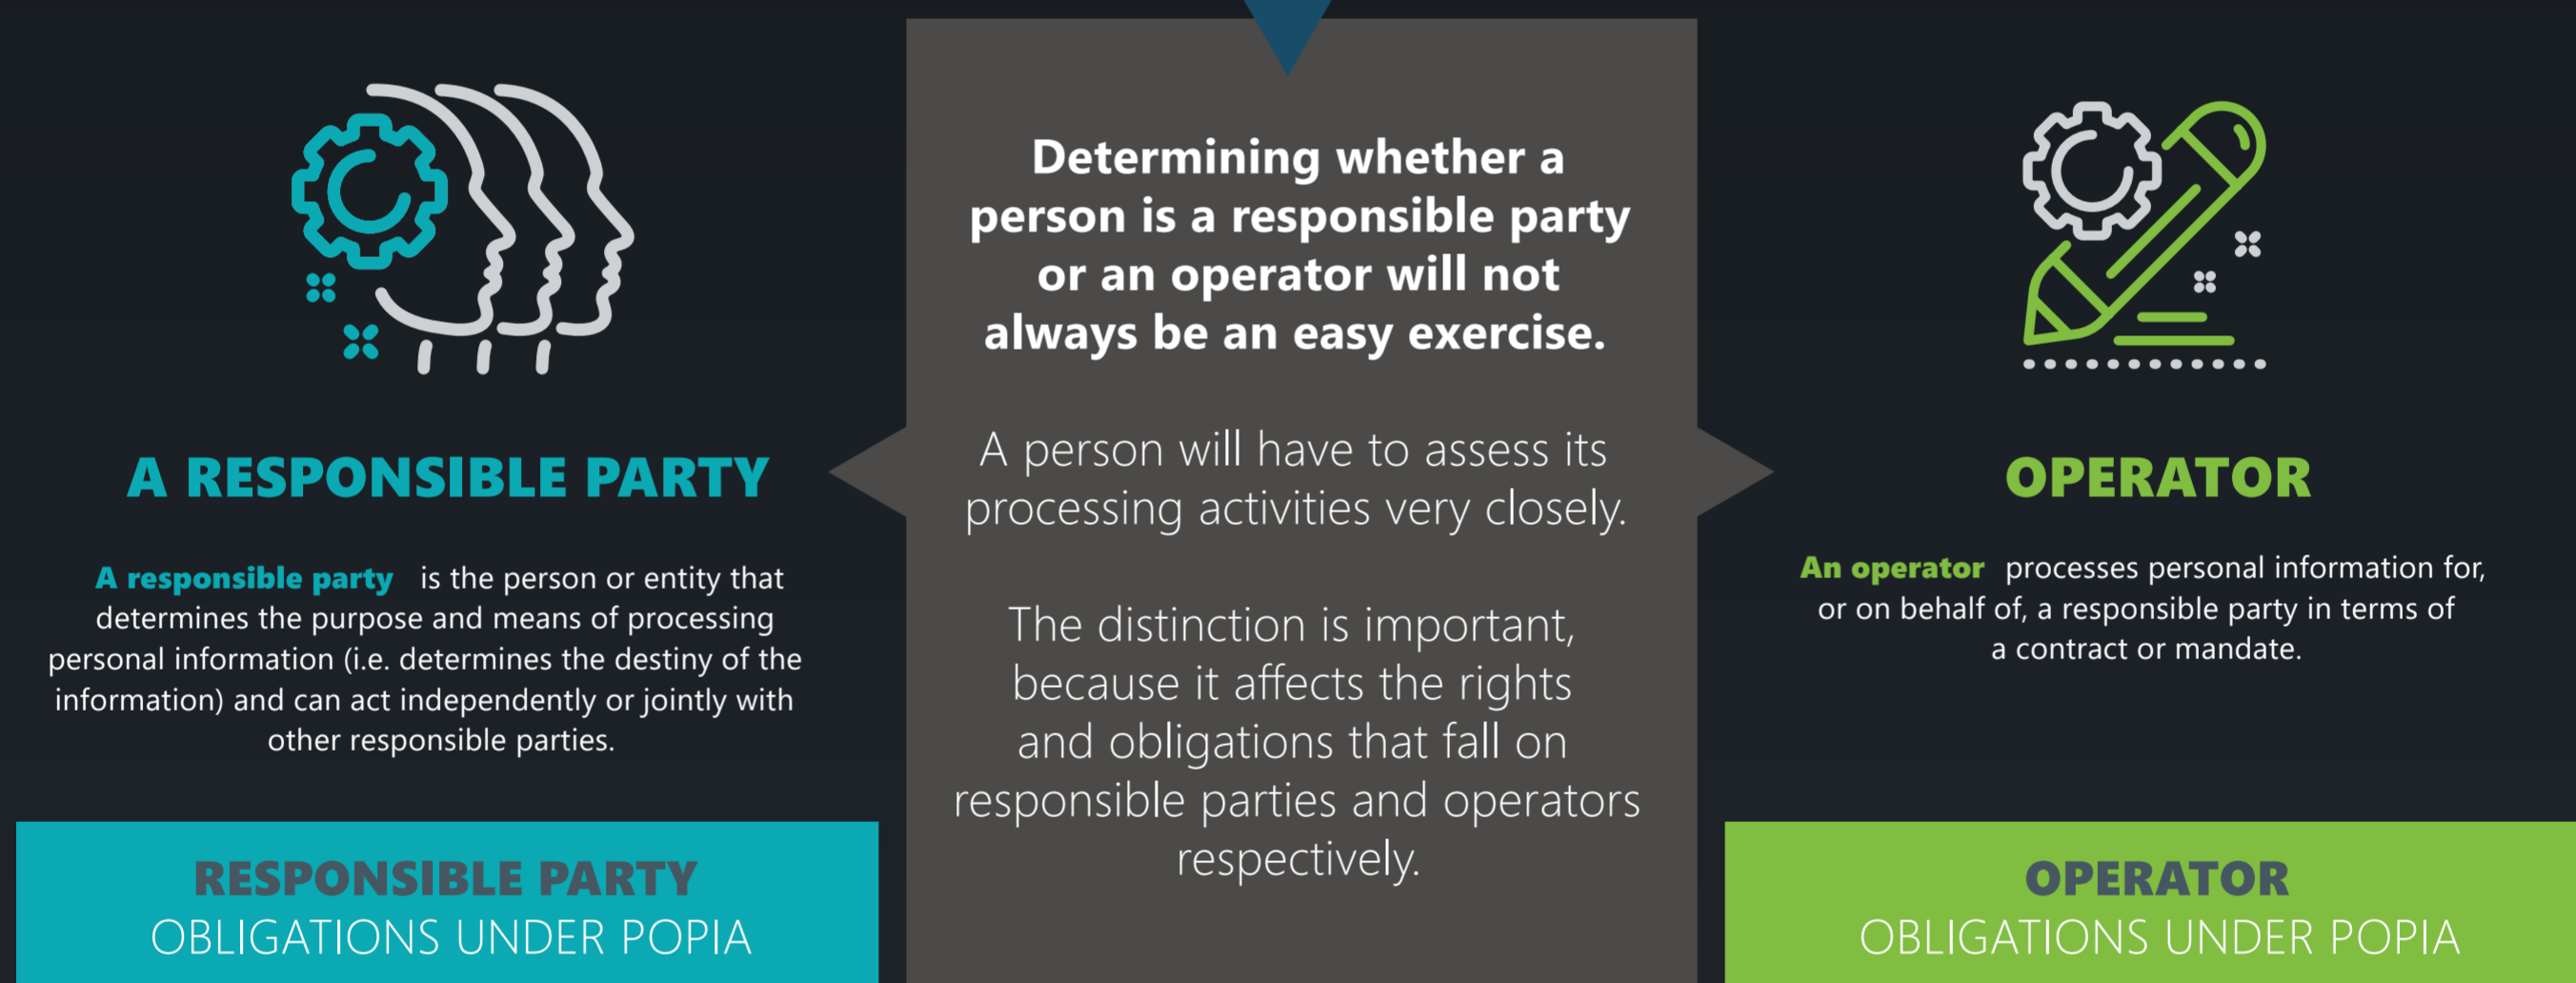 A RESPONSIBLE PARTY
A responsible party is the person or entity that
determines the purpose and means of processing
personal information (i.e. determines the destiny of the
information) and can act independently or jointly with
other responsible parties.
RESPONSIBLE PARTY
OBLIGATIONS UNDER POPIA
Determining whether a
person is a responsible party
or an operator will not
always be an easy exercise.
A person will have to assess its
processing activities very closely.
The distinction is important,
because it affects the rights
and obligations that fall on
responsible parties and operators
respectively.
OPERATOR
An operator processes personal information for,
or on behalf of, a responsible party in terms of
a contract or mandate.
OPERATOR
OBLIGATIONS UNDER POPIA